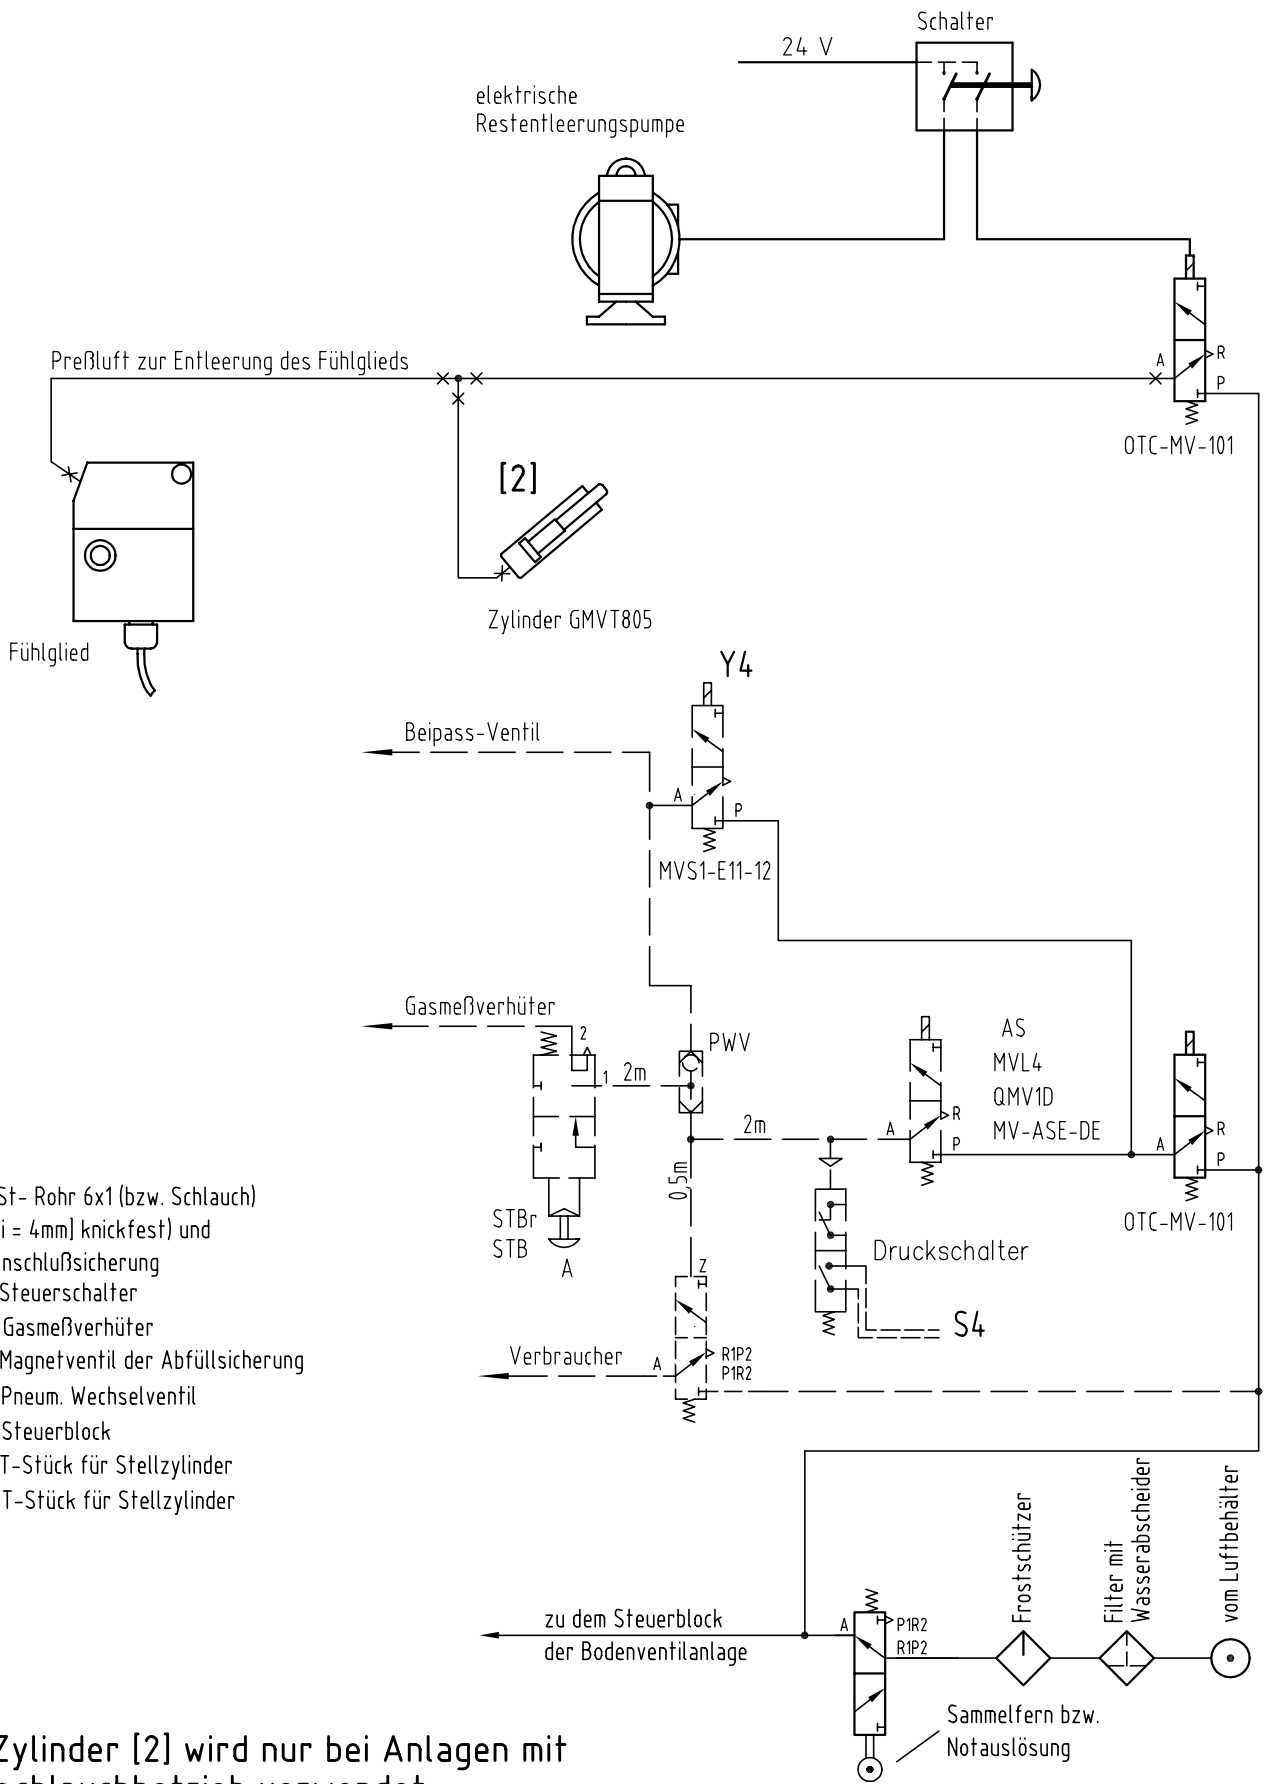 Schalter
24 V
elektrische
Restentleerungspumpe
Preßluft zur Entleerung des Fühlglieds
A
R
P
OTC-MV-101
[2]
Zylinder GMVT805
Fühlglied
Y4
Beipass-Ventil
A
P
MVS1-E11-12
Gasmeßverhüter
2
1
2m
PWV
AS
MVL4
QMV1D
MV-ASE-DE
2m
A
R
P
A
R
P
OTC-MV-101
0,5m
STBr
STB
A
Druckschalter
S4
Z
Verbraucher
A
R1P2
P1R2
St- Rohr 6x1 (bzw. Schlauch)
i = 4mm] knickfest) und
nschlußsicherung
Steuerschalter
Gasmeßverhüter
Magnetventil der Abfüllsicherung
Pneum. Wechselventil
Steuerblock
T-Stück für Stellzylinder
T-Stück für Stellzylinder
Frostschützer
Filter mit
Wasserabscheider
vom Luftbehälter
zu dem Steuerblock
der Bodenventilanlage
A
P1R2
R1P2
Sammelfern bzw.
Notauslösung
Zylinder [2] wird nur bei Anlagen mit